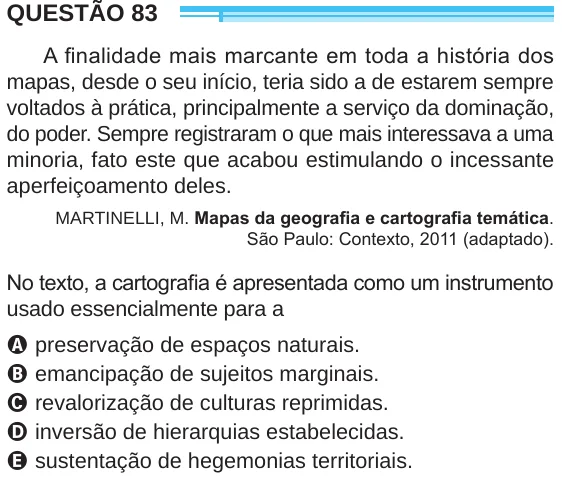 QUESTÃO 83
A finalidade mais marcante em toda a história dos
mapas, desde o seu início, teria sido a de estarem sempre
voltados à prática, principalmente a serviço da dominação,
do poder. Sempre registraram o que mais interessava a uma
minoria, fato este que acabou estimulando o incessante
aperfeiçoamento deles.
MARTINELLI, M. Mapas da geografia e cartografia temática.
São Paulo: Contexto, 2011 (adaptado).
No texto, a cartografia é apresentada como um instrumento
usado essencialmente para a
A preservação de espaços naturais.
B emancipação de sujeitos marginais.
C revalorização de culturas reprimidas.
D inversão de hierarquias estabelecidas.
E sustentação de hegemonias territoriais.